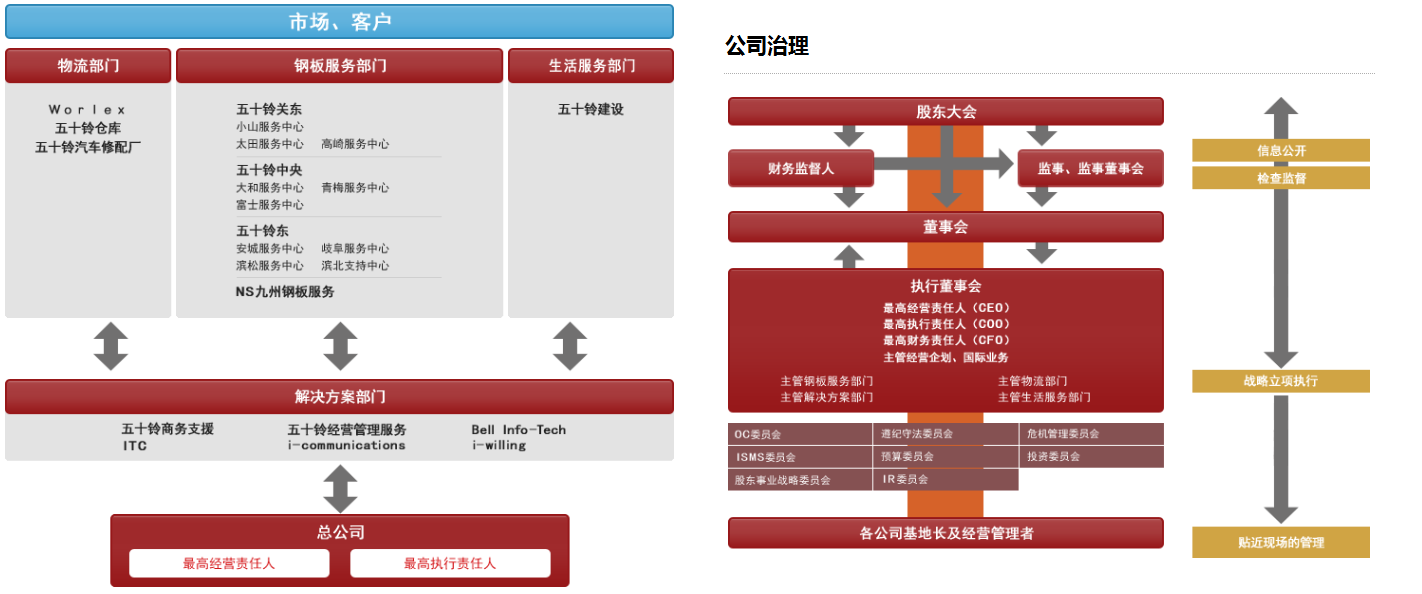 市场、客户
物流部门
钢板服务部门
生活服务部门
Worlex
五十铃仓库
五十铃汽车修配厂
五十铃关东
小山服务中心
太田服务中心 高崎服务中心
五十铃中央
大和服务中心 青梅服务中心
富士服务中心
五十铃东
安城服务中心 岐阜服务中心
滨松服务中心 滨北支持中心
NS九州钢板服务
五十铃建设
解决方案部门
五十铃商务支援
ITC
五十铃经营管理服务
i-communications
Bell Info-Tech
i-willing
总公司
最高经营责任人
最高执行责任人
公司治理
股东大会
财务监督人
监事、监事董事会
董事会
执行董事会
最高经营责任人（CEO）
最高执行责任人（COO）
最高财务责任人（CFO）
主管经营企划、国际业务
主管钢板服务部门
主管解决方案部门
主管物流部门
主管生活服务部门
OC委员会
遵纪守法委员会
危机管理委员会
ISMS委员会
预算委员会
投资委员会
股东事业战略委员会
IR委员会
各公司基地长及经营管理者
信息公开
检查监督
战略立项执行
贴近现场的管理